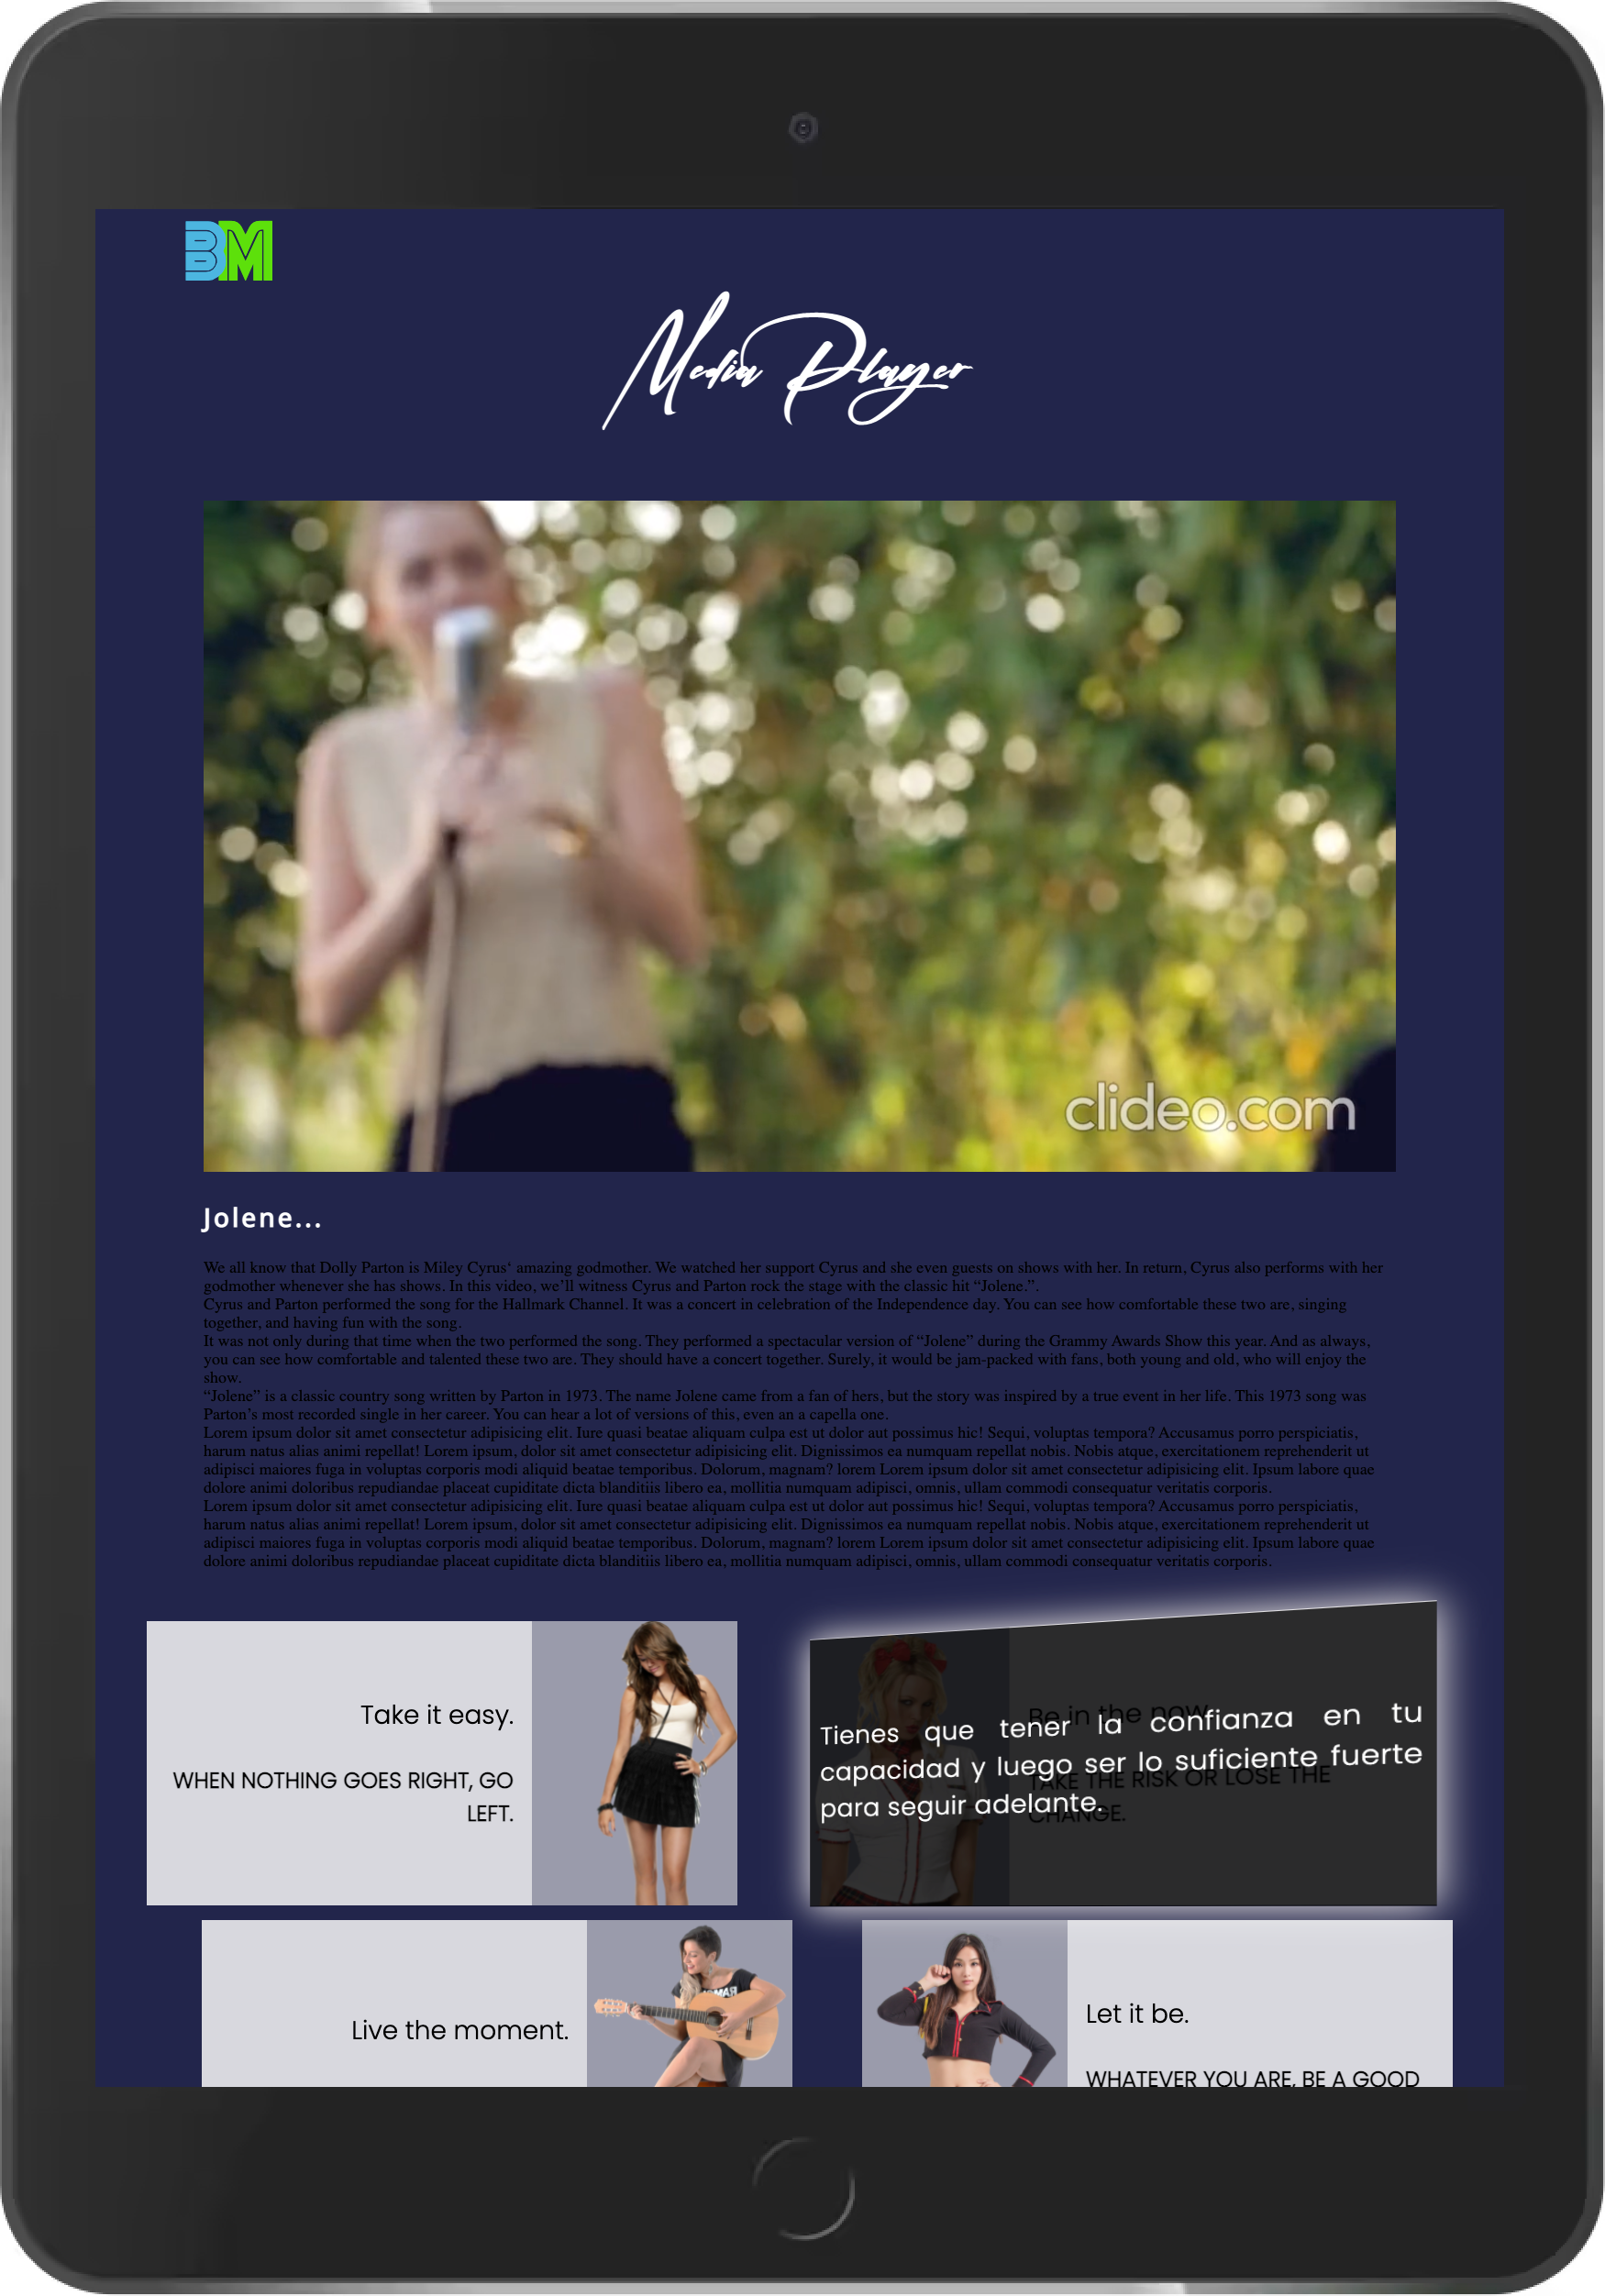 BM
Media Player
clideo.com
Jolene...
We all know that Dolly Parton is Miley Cyrus‘ amazing godmother. We watched her support Cyrus and she even guests on shows with her. In return, Cyrus also performs with her
godmother whenever she has shows. In this video, we’ll witness Cyrus and Parton rock the stage with the classic hit “Jolene.”.
Cyrus and Parton performed the song for the Hallmark Channel. It was a concert in celebration of the Independence day. You can see how comfortable these two are, singing
together, and having fun with the song.
It was not only during that time when the two performed the song. They performed a spectacular version of “Jolene” during the Grammy Awards Show this year. And as always,
you can see how comfortable and talented these two are. They should have a concert together. Surely, it would be jam-packed with fans, both young and old, who will enjoy the
show.
“Jolene” is a classic country song written by Parton in 1973. The name Jolene came from a fan of hers, but the story was inspired by a true event in her life. This 1973 song was
Parton’s most recorded single in her career. You can hear a lot of versions of this, even an a capella one.
Lorem ipsum dolor sit amet consectetur adipisicing elit. Iure quasi beatae aliquam culpa est ut dolor aut possimus hic! Sequi, voluptas tempora? Accusamus porro perspiciatis,
harum natus alias animi repellat! Lorem ipsum, dolor sit amet consectetur adipisicing elit. Dignissimos ea numquam repellat nobis. Nobis atque, exercitationem reprehenderit ut
adipisci maiores fuga in voluptas corporis modi aliquid beatae temporibus. Dolorum, magnam? lorem Lorem ipsum dolor sit amet consectetur adipisicing elit. Ipsum labore quae
dolore animi doloribus repudiandae placeat cupiditate dicta blanditiis libero ea, mollitia numquam adipisci, omnis, ullam commodi consequatur veritatis corporis.
Lorem ipsum dolor sit amet consectetur adipisicing elit. Iure quasi beatae aliquam culpa est ut dolor aut possimus hic! Sequi, voluptas tempora? Accusamus porro perspiciatis,
harum natus alias animi repellat! Lorem ipsum, dolor sit amet consectetur adipisicing elit. Dignissimos ea numquam repellat nobis. Nobis atque, exercitationem reprehenderit ut
adipisci maiores fuga in voluptas corporis modi aliquid beatae temporibus. Dolorum, magnam? lorem Lorem ipsum dolor sit amet consectetur adipisicing elit. Ipsum labore quae
dolore animi doloribus repudiandae placeat cupiditate dicta blanditiis libero ea, mollitia numquam adipisci, omnis, ullam commodi consequatur veritatis corporis.
Take it easy.
WHEN NOTHING GOES RIGHT, GO
LEFT.
Be in the now.
TAKE THE RISK OR LOSE THE
CHANGE.
Tienes que tener la confianza en tu
capacidad y luego ser lo suficiente fuerte
para seguir adelante.
Live the moment.
Let it be.
WHATEVER YOU ARE, BE A GOOD